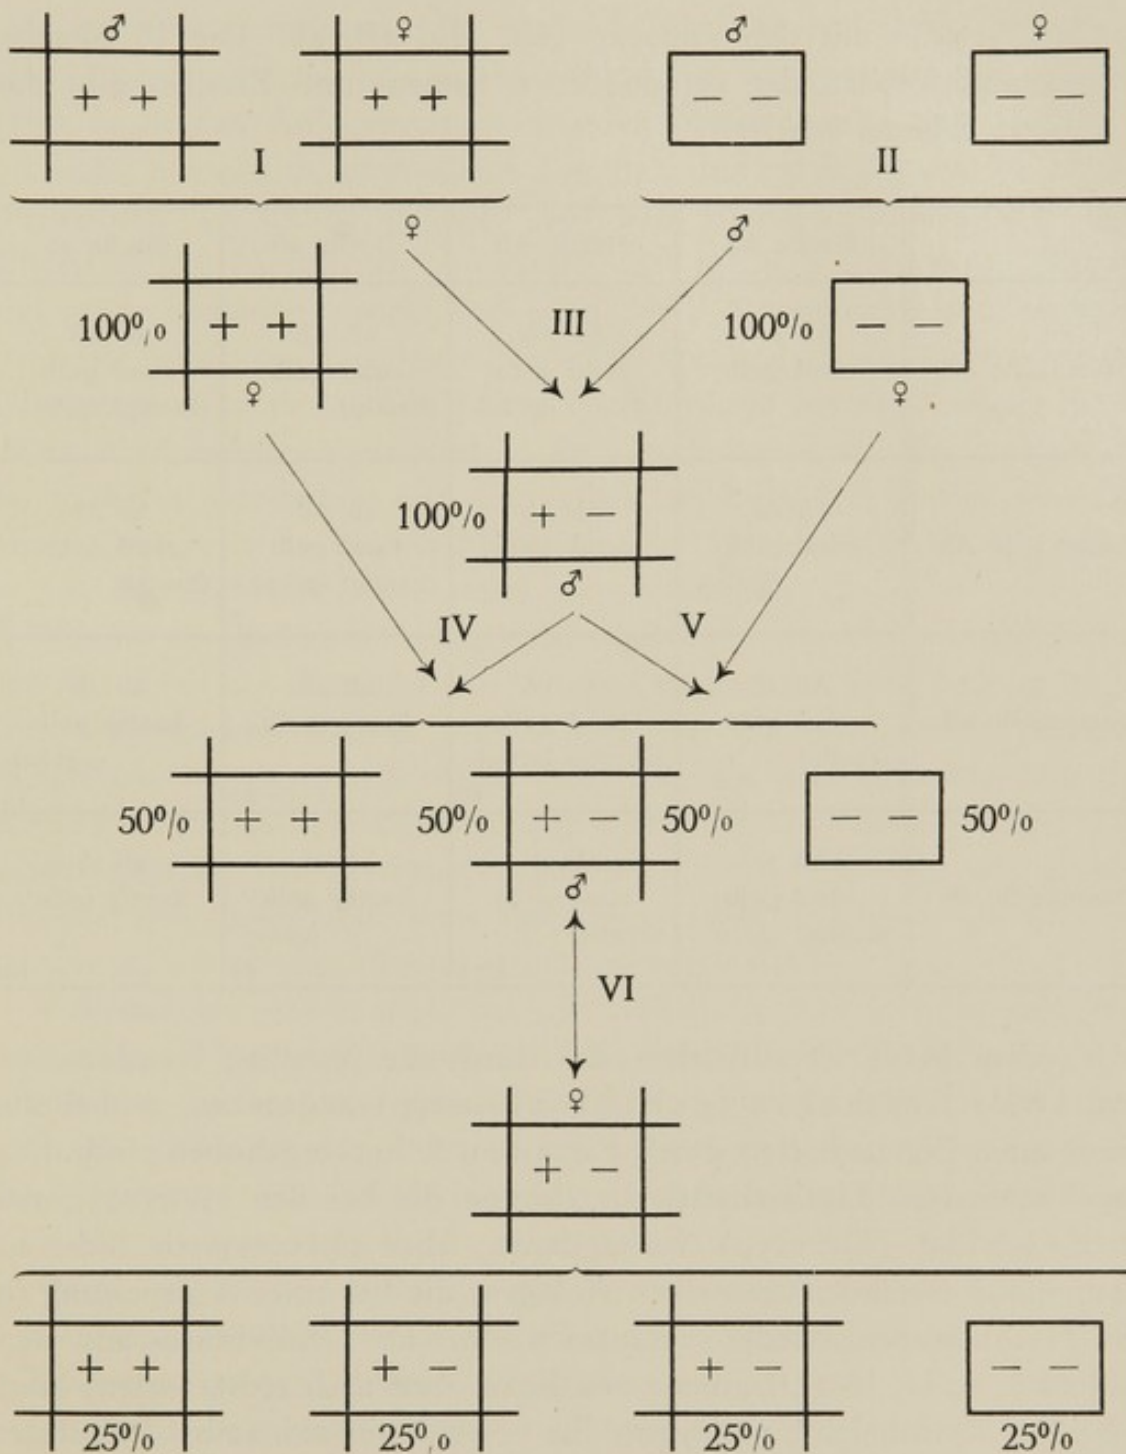 ♂ ♀ ♂ ♀
+ + + + — — — —
I II
♀ ♂
100% + + III 100% — —
♀ ♀
100% + —
♂
IV V
50% + + 50% + — 50% — — 50%
♂
VI
♀
+ —
+ + + — + — — —
25% 25% 25% 25%